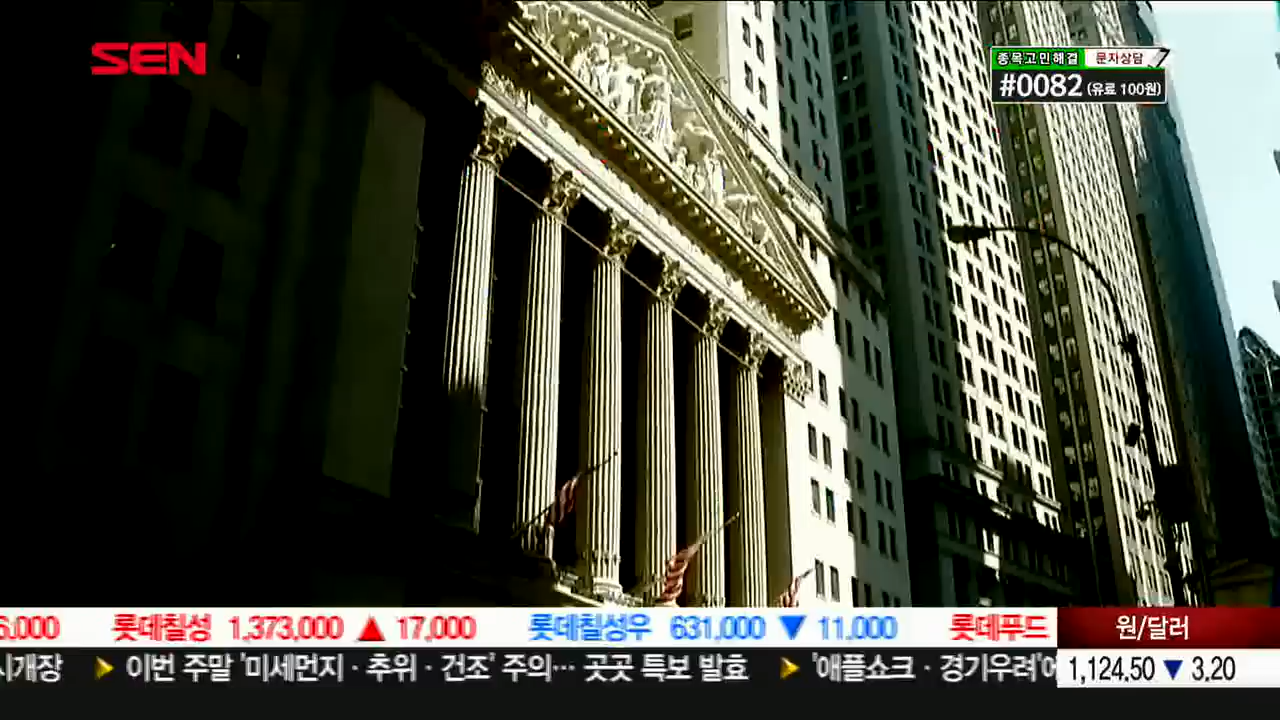 SEN
종목고민해결 문자상담
#0082 (유료 100원)
6,000 롯데칠성 1,373,000 ▲ 17,000 롯데칠성우 631,000 ▼ 11,000 롯데푸드
원/달러
시개장 이번 주말 '미세먼지·추위·건조' 주의… 곳곳 특보 발효 '애플쇼크·경기우려'에
1,124.50 ▼ 3.20